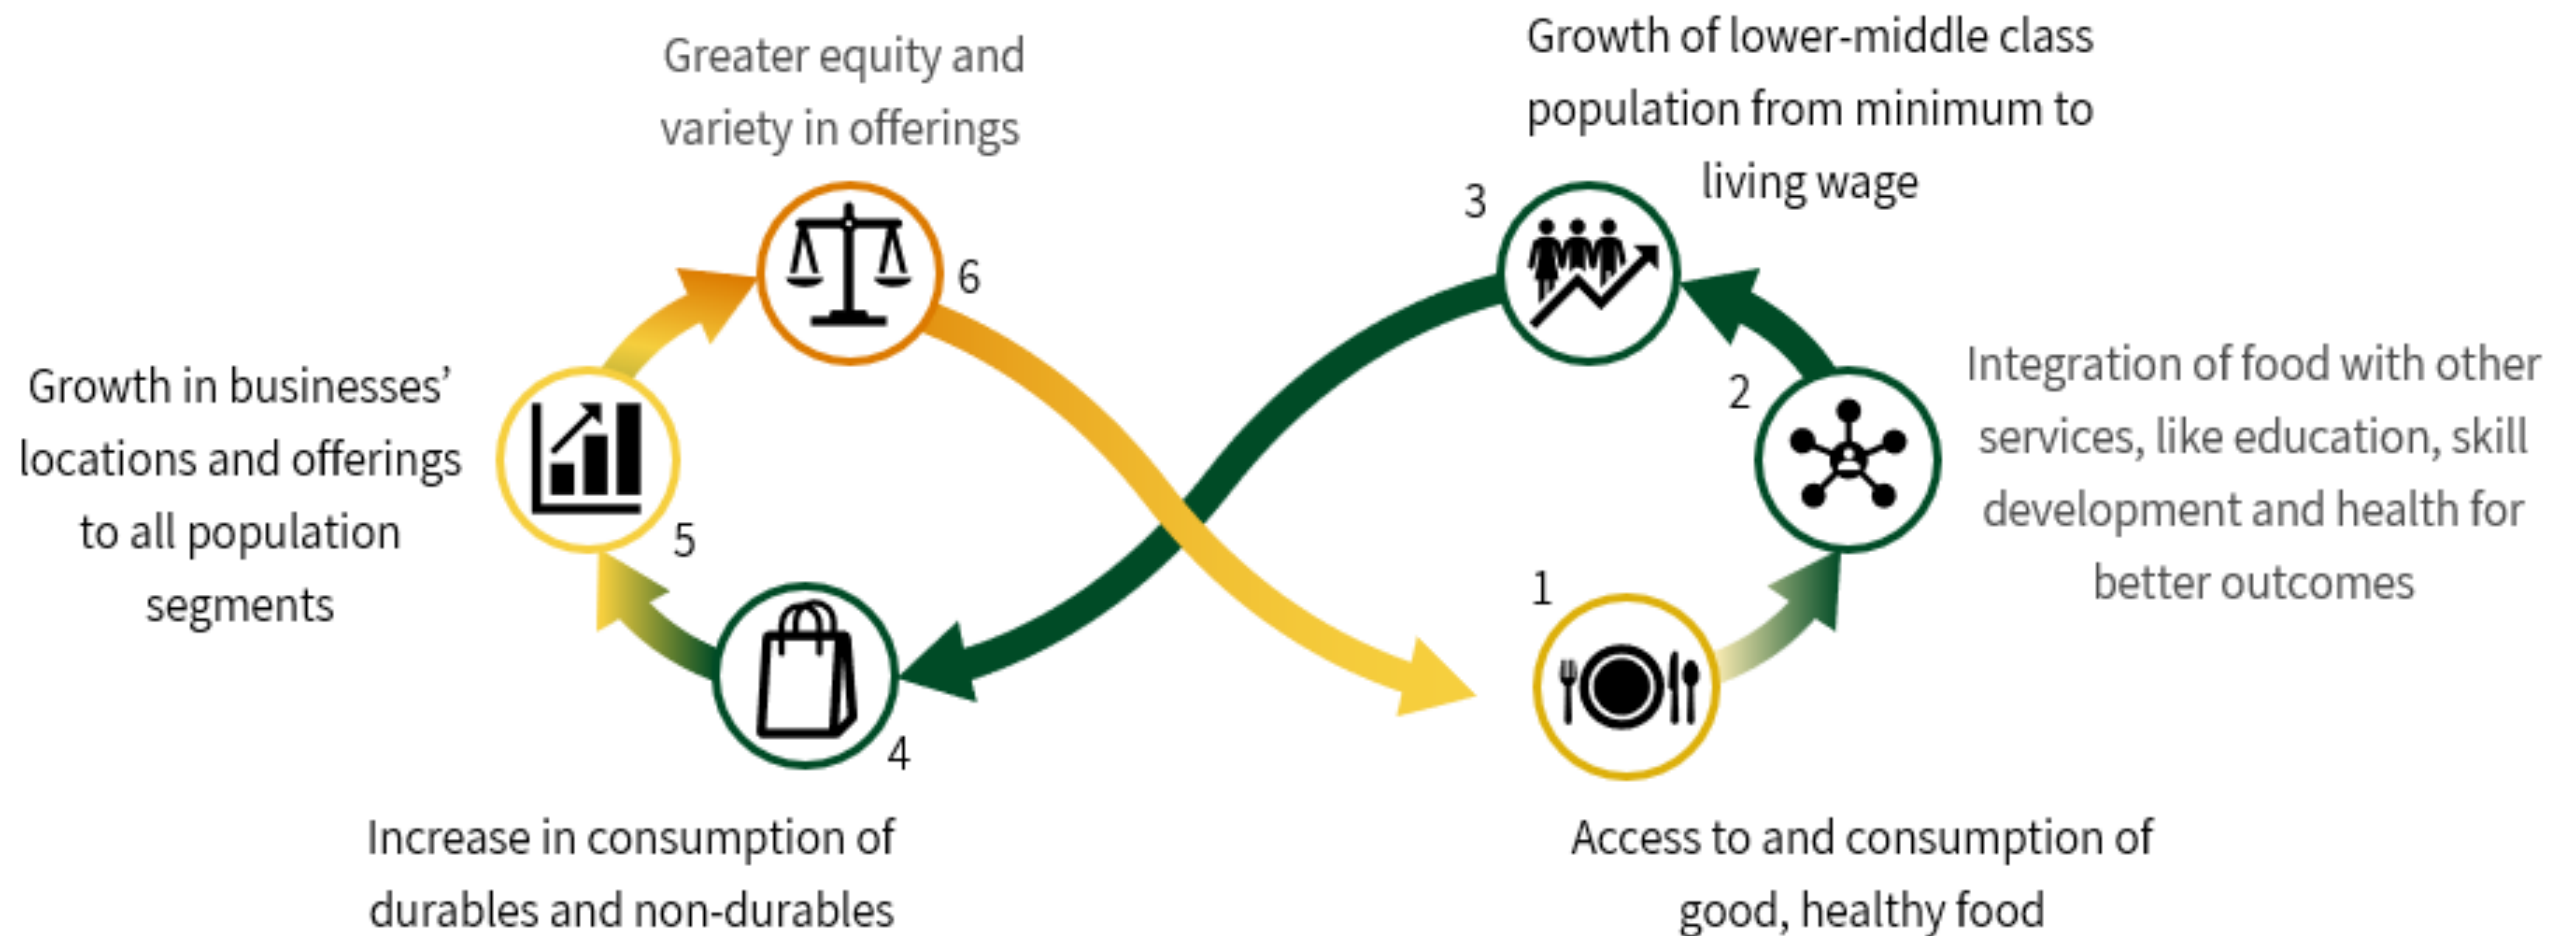 Greater equity and
variety in offerings
6
Growth of lower-middle class
population from minimum to
living wage
3
Growth in businesses’
locations and offerings
to all population
segments
5
2
Integration of food with other
services, like education, skill
development and health for
better outcomes
1
4
Increase in consumption of
durables and non-durables
Access to and consumption of
good, healthy food